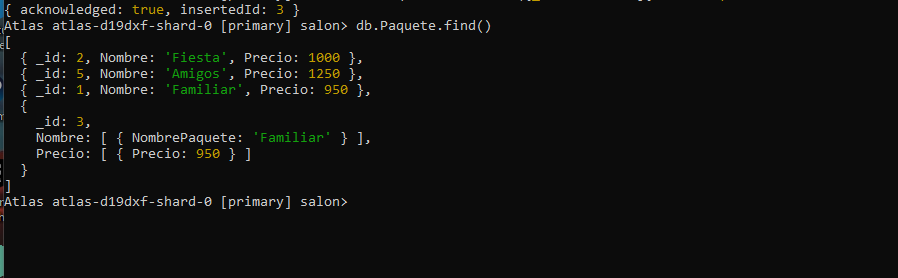 { acknowledged: true, insertedId: 3 }
Atlas atlas-d19dxf-shard-0 [primary] salon> db.Paquete.find()
[
  { _id: 2, Nombre: 'Fiesta', Precio: 1000 },
  { _id: 5, Nombre: 'Amigos', Precio: 1250 },
  { _id: 1, Nombre: 'Familiar', Precio: 950 },
  {
    _id: 3,
    Nombre: [ { NombrePaquete: 'Familiar' } ],
    Precio: [ { Precio: 950 } ]
  }
]
Atlas atlas-d19dxf-shard-0 [primary] salon>